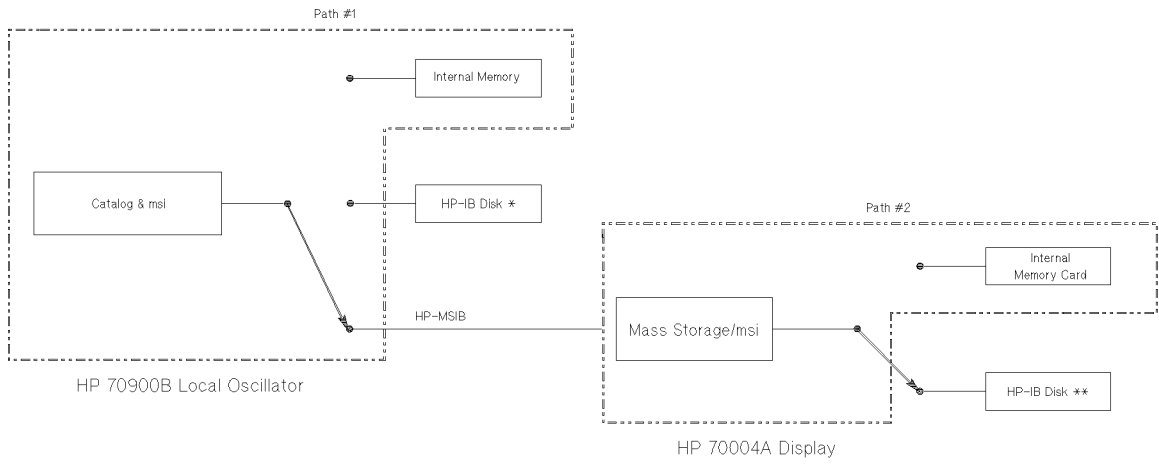 Path #1
Internal Memory
Catalog & msi
HP-IB Disk *
Path #2
Internal
Memory Card
HP-MSIB
Mass Storage/msi
HP 70900B Local Oscillator
HP-IB Disk **
HP 70004A Display